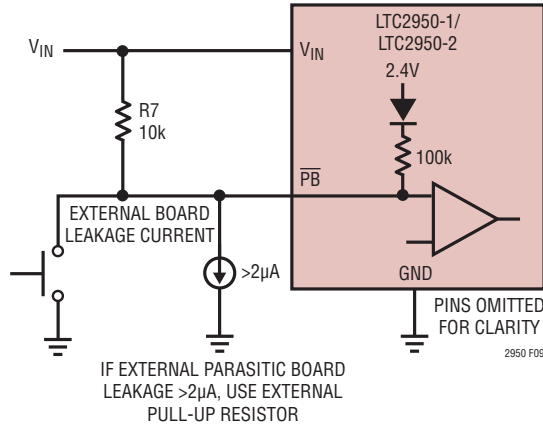 LTC2950-1/
LTC2950-2
V_IN
V_IN
2.4V
R7
10k
100k
P̅B̅
EXTERNAL BOARD
LEAKAGE CURRENT
>2µA
GND
PINS OMITTED
FOR CLARITY
2950 F09
IF EXTERNAL PARASITIC BOARD
LEAKAGE >2µA, USE EXTERNAL
PULL-UP RESISTOR